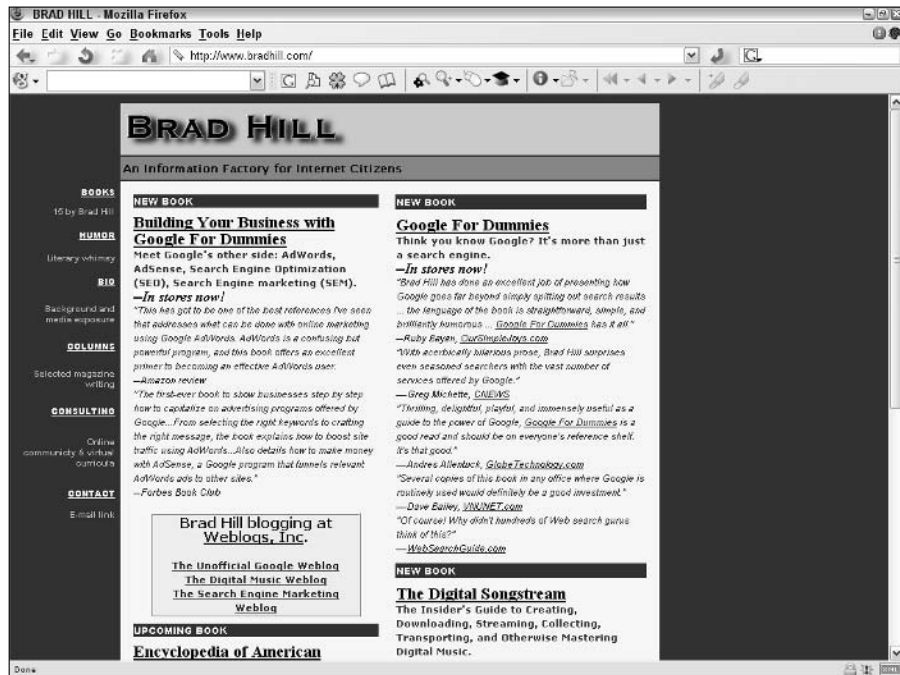 BRAD HILL - Mozilla Firefox
File Edit View Go Bookmarks Tools Help
http://www.bradhill.com/
BRAD HILL
An Information Factory for Internet Citizens
BOOKS
15 by Brad Hill
HUMOR
Literary whimsy
BIO
Background and
media exposure
COLUMNS
Selected magazine
writing
CONSULTING
Online
community & virtual
curricula
CONTACT
E-mail link
NEW BOOK
Building Your Business with
Google For Dummies
Meet Google's other side: AdWords,
AdSense, Search Engine Optimization
(SEO), Search Engine marketing (SEM).
—In stores now!
"This has got to be one of the best references I've seen
that addresses what can be done with online marketing
using Google AdWords. AdWords is a confusing but
powerful program, and this book offers an excellent
primer to becoming an effective AdWords user.
—Amazon review
"The first-ever book to show businesses step by step
how to capitalize on advertising programs offered by
Google...From selecting the right keywords to crafting
the right message, the book explains how to boost site
traffic using AdWords...Also details how to make money
with AdSense, a Google program that funnels relevant
AdWords ads to other sites."
—Forbes Book Club
Brad Hill blogging at
Weblogs, Inc.
The Unofficial Google Weblog
The Digital Music Weblog
The Search Engine Marketing
Weblog
UPCOMING BOOK
Encyclopedia of American
NEW BOOK
Google For Dummies
Think you know Google? It's more than just
a search engine.
—In stores now!
"Brad Hill has done an excellent job of presenting how
Google goes far beyond simply spitting out search results
... the language of the book is straightforward, simple, and
brilliantly humorous ... Google For Dummies has it all."
—Ruby Bayan, OurSimpleJoys.com
"With acerbically hilarious prose, Brad Hill surprises
even seasoned searchers with the vast number of
services offered by Google."
—Greg Michette, CNEWS
"Thrilling, delightful, playful, and immensely useful as a
guide to the power of Google, Google For Dummies is a
good read and should be on everyone's reference shelf.
It's that good."
—Andres Allentuck, GlobeTechnology.com
"Several copies of this book in any office where Google is
routinely used would definitely be a good investment."
—Dave Bailey, VNUNET.com
"Of course! Why didn't hundreds of Web search gurus
think of this?"
—WebSearchGuide.com
NEW BOOK
The Digital Songstream
The Insider's Guide to Creating,
Downloading, Streaming, Collecting,
Transporting, and Otherwise Mastering
Digital Music.
Done